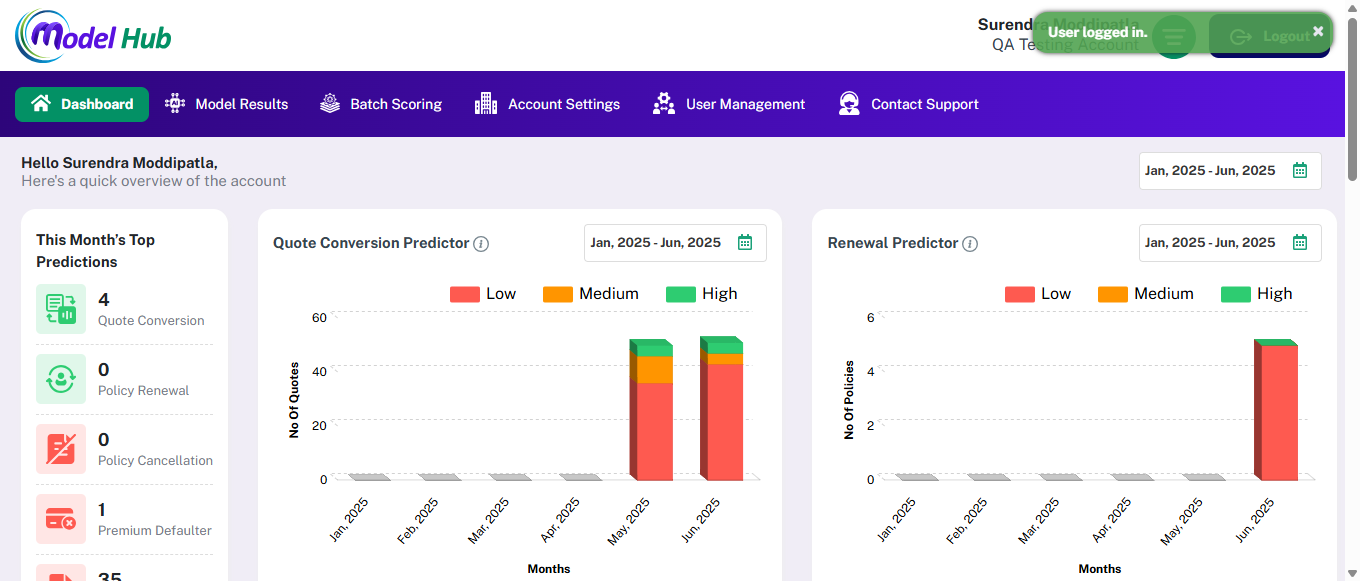 Model Hub
Surendra Moddipatla
QA Testing Account
User logged in.
Logout
Dashboard
Model Results
Batch Scoring
Account Settings
User Management
Contact Support
Hello Surendra Moddipatla,
Here's a quick overview of the account
Jan, 2025 - Jun, 2025
This Month's Top
Predictions
4
Quote Conversion
0
Policy Renewal
0
Policy Cancellation
1
Premium Defaulter
35
Quote Conversion Predictor
Jan, 2025 - Jun, 2025
Low
Medium
High
60
40
20
0
No Of Quotes
Jan, 2025
Feb, 2025
Mar, 2025
Apr, 2025
May, 2025
Jun, 2025
Months
Renewal Predictor
Jan, 2025 - Jun, 2025
Low
Medium
High
6
4
2
0
No Of Policies
Jan, 2025
Feb, 2025
Mar, 2025
Apr, 2025
May, 2025
Jun, 2025
Months